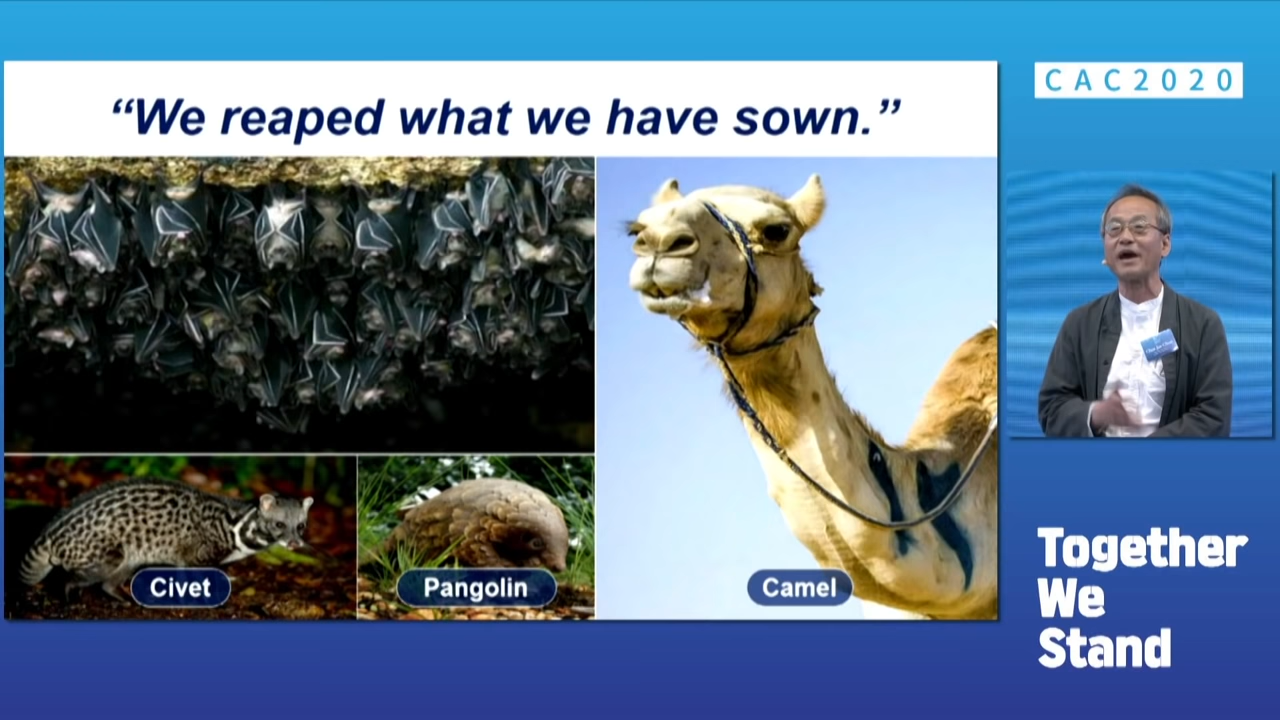 “We reaped what we have sown.”
CAC2020
Civet
Pangolin
Camel
Together
We
Stand